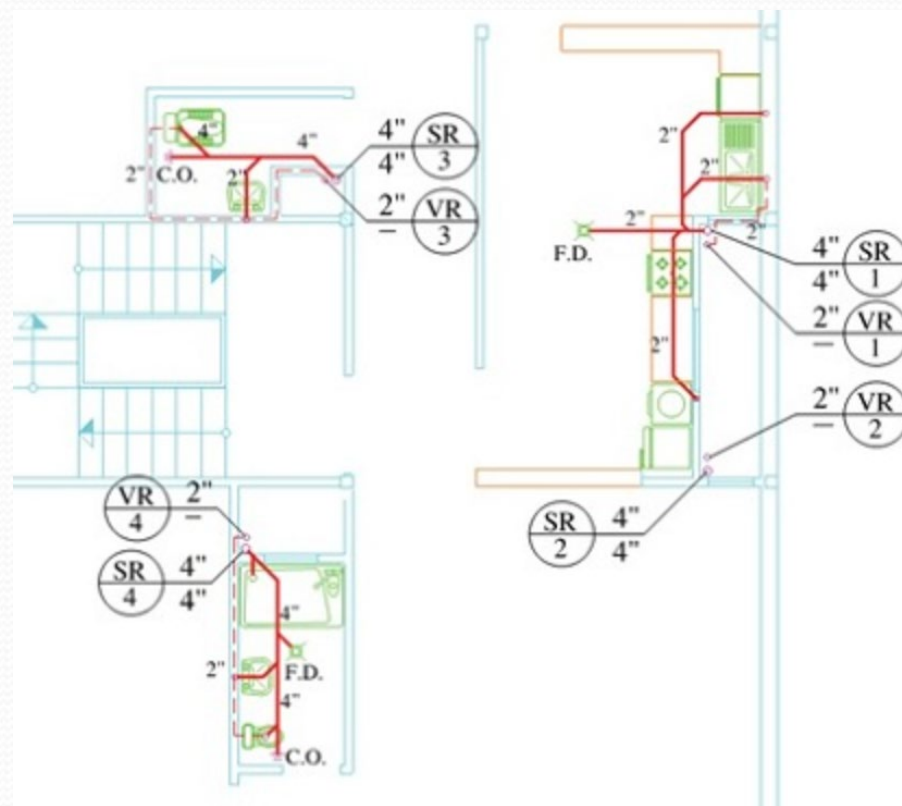 4"
4"
2" C.O.
2"
4" SR
4" 3
2" VR
– 3
2"
2"
2"
F.D.
2"
4" SR
4" 1
2" VR
– 1
2"
2" VR
– 2
VR 2"
4 –
SR 4"
4 4"
SR 4"
2 4"
4"
2"
F.D.
4"
C.O.